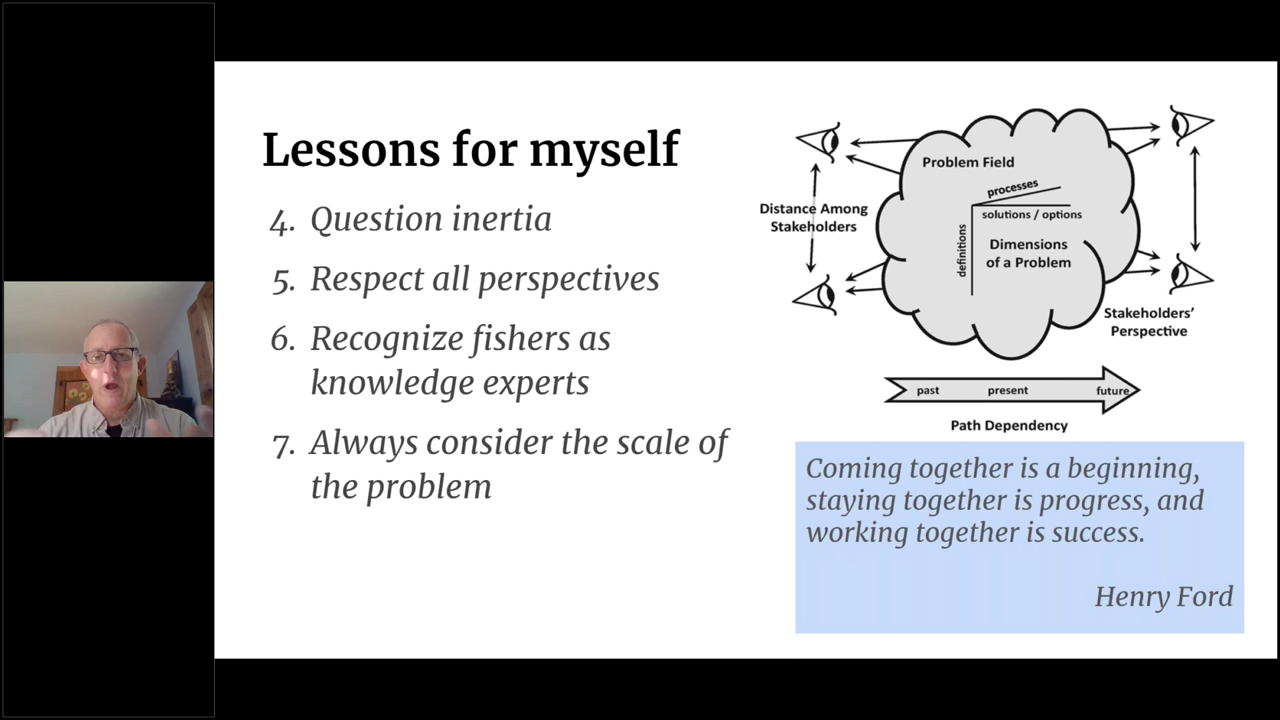 Lessons for myself
4. Question inertia
5. Respect all perspectives
6. Recognize fishers as
knowledge experts
7. Always consider the scale of
the problem
Problem Field
processes
solutions / options
definitions
Dimensions
of a Problem
Distance Among
Stakeholders
Stakeholders’
Perspective
past present future
Path Dependency
Coming together is a beginning,
staying together is progress, and
working together is success.
Henry Ford